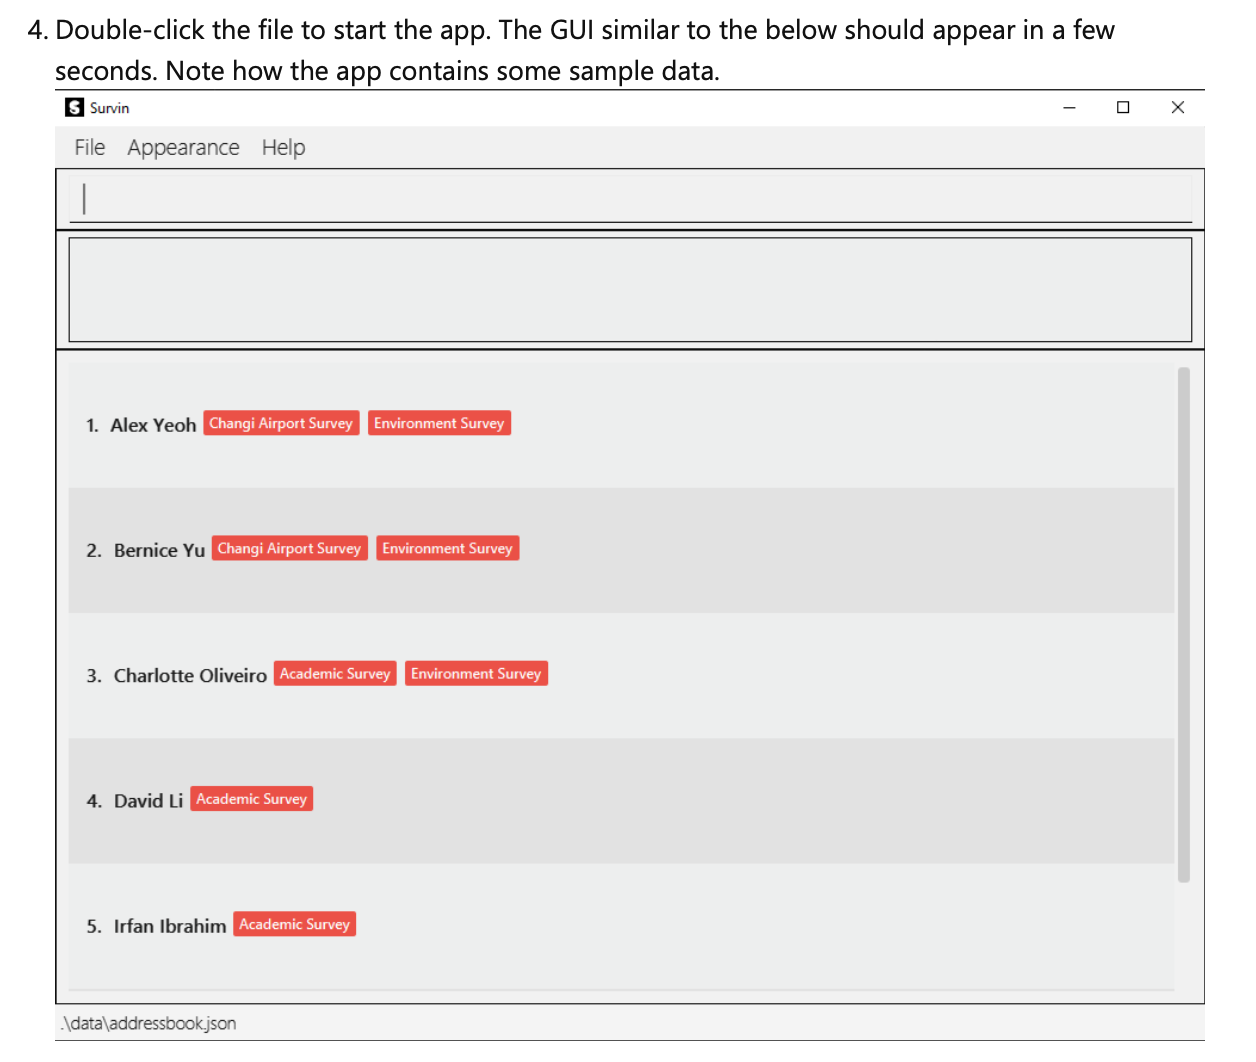 4. Double-click the file to start the app. The GUI similar to the below should appear in a few
seconds. Note how the app contains some sample data.
Survin
File Appearance Help
1. Alex Yeoh Changi Airport Survey Environment Survey
2. Bernice Yu Changi Airport Survey Environment Survey
3. Charlotte Oliveiro Academic Survey Environment Survey
4. David Li Academic Survey
5. Irfan Ibrahim Academic Survey
.\data\addressbook.json